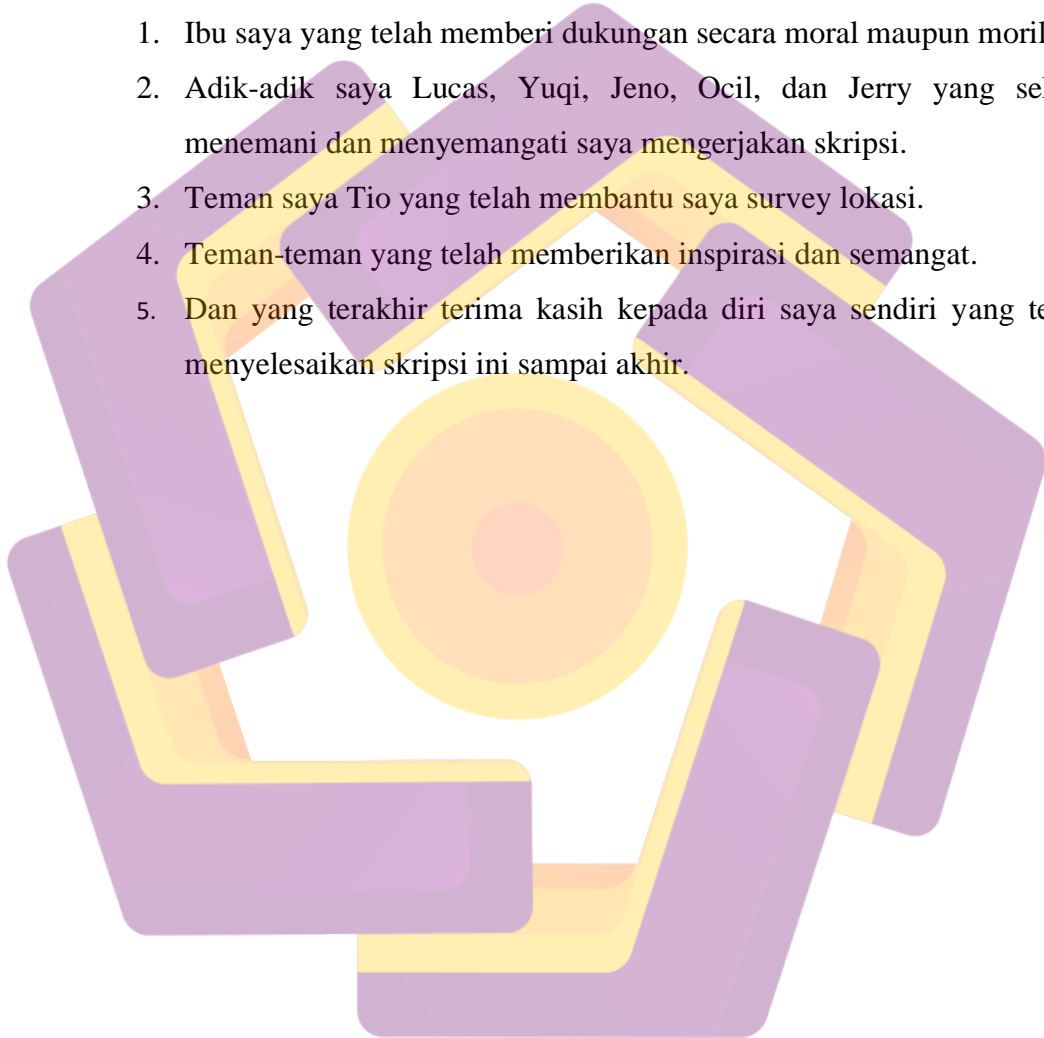 1. Ibu saya yang telah memberi dukungan secara moral maupun moril
2. Adik-adik saya Lucas, Yuqi, Jeno, Ocil, dan Jerry yang sel
menemani dan menyemangati saya mengerjakan skripsi.
3. Teman saya Tio yang telah membantu saya survey lokasi.
4. Teman-teman yang telah memberikan inspirasi dan semangat.
5. Dan yang terakhir terima kasih kepada diri saya sendiri yang te
menyelesaikan skripsi ini sampai akhir.